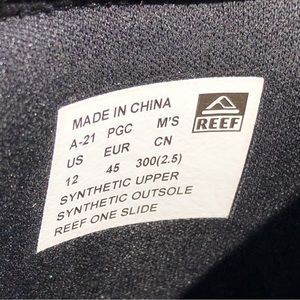 MADE IN CHINA
A-21 PGC M'S
US EUR CN
12 45 300(2.5)
SYNTHETIC UPPER
SYNTHETIC OUTSOLE
REEF ONE SLIDE
REEF